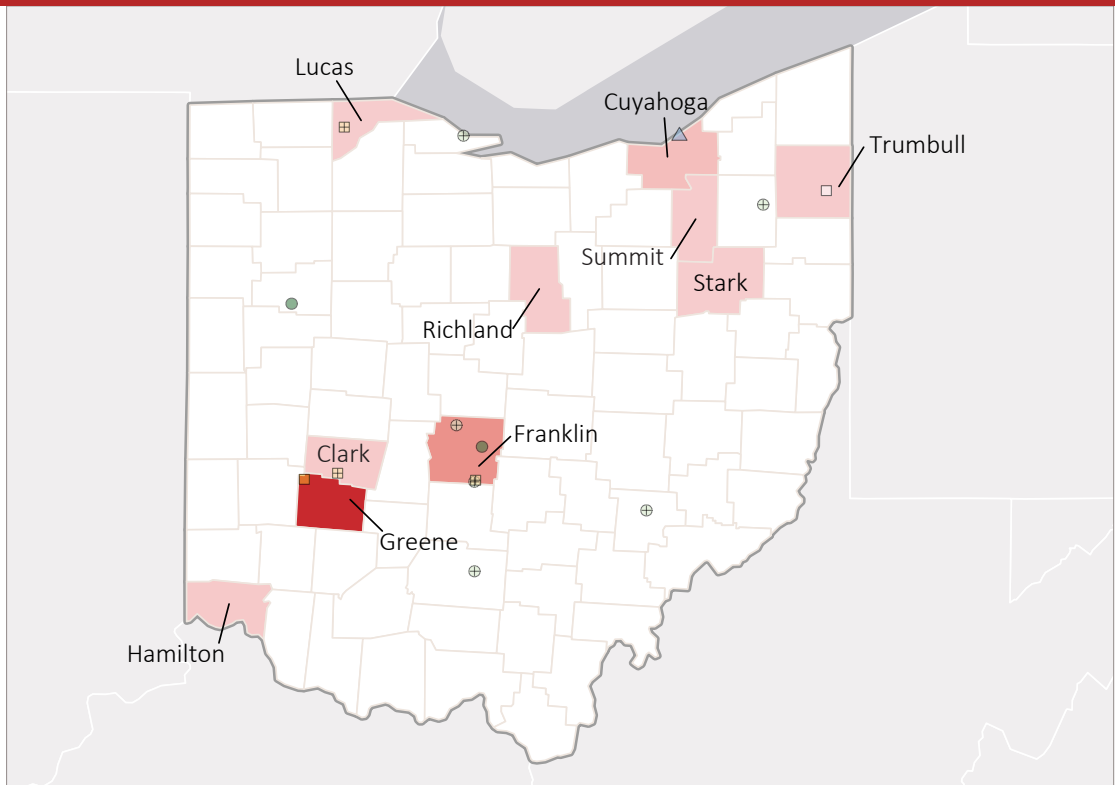 Lucas
Cuyahoga
Trumbull
Summit
Stark
Richland
Franklin
Clark
Greene
Hamilton